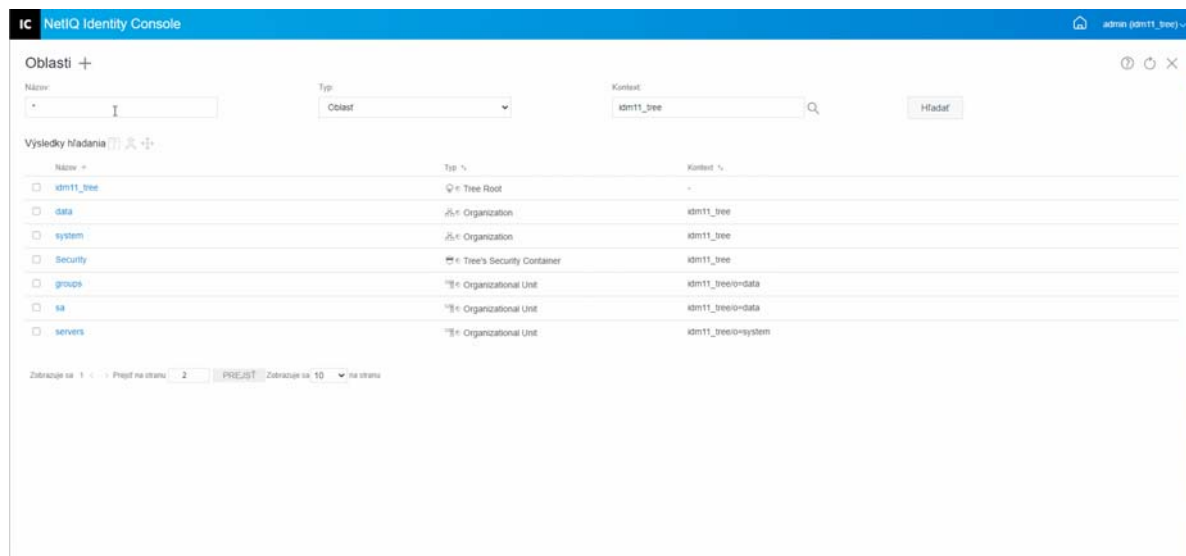 IC NetIQ Identity Console admin (idm11_tree)
Oblasti +
Názov: Typ: Kontext:
* Oblasť idm11_tree Hľadať
Výsledky hľadania
Názov Typ Kontext
idm11_tree Tree Root -
data Organization idm11_tree
system Organization idm11_tree
Security Tree's Security Container idm11_tree
groups Organizational Unit idm11_tree/o=data
sa Organizational Unit idm11_tree/o=data
servers Organizational Unit idm11_tree/o=system
Zobrazuje sa 1 < > Prejsť na stranu 2 PREJSŤ Zobrazuje sa 10 na stranu